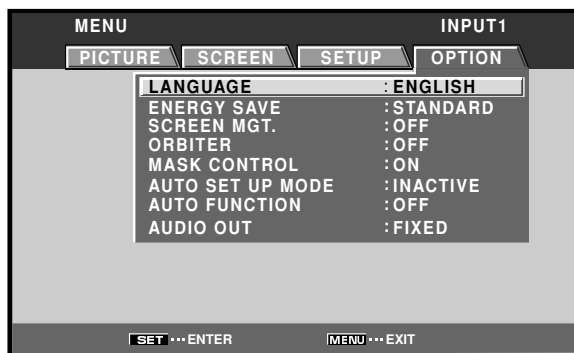 MENU INPUT1
PICTURE SCREEN SETUP OPTION
LANGUAGE : ENGLISH
ENERGY SAVE : STANDARD
SCREEN MGT. : OFF
ORBITER : OFF
MASK CONTROL : ON
AUTO SET UP MODE : INACTIVE
AUTO FUNCTION : OFF
AUDIO OUT : FIXED
SET ··· ENTER MENU ··· EXIT